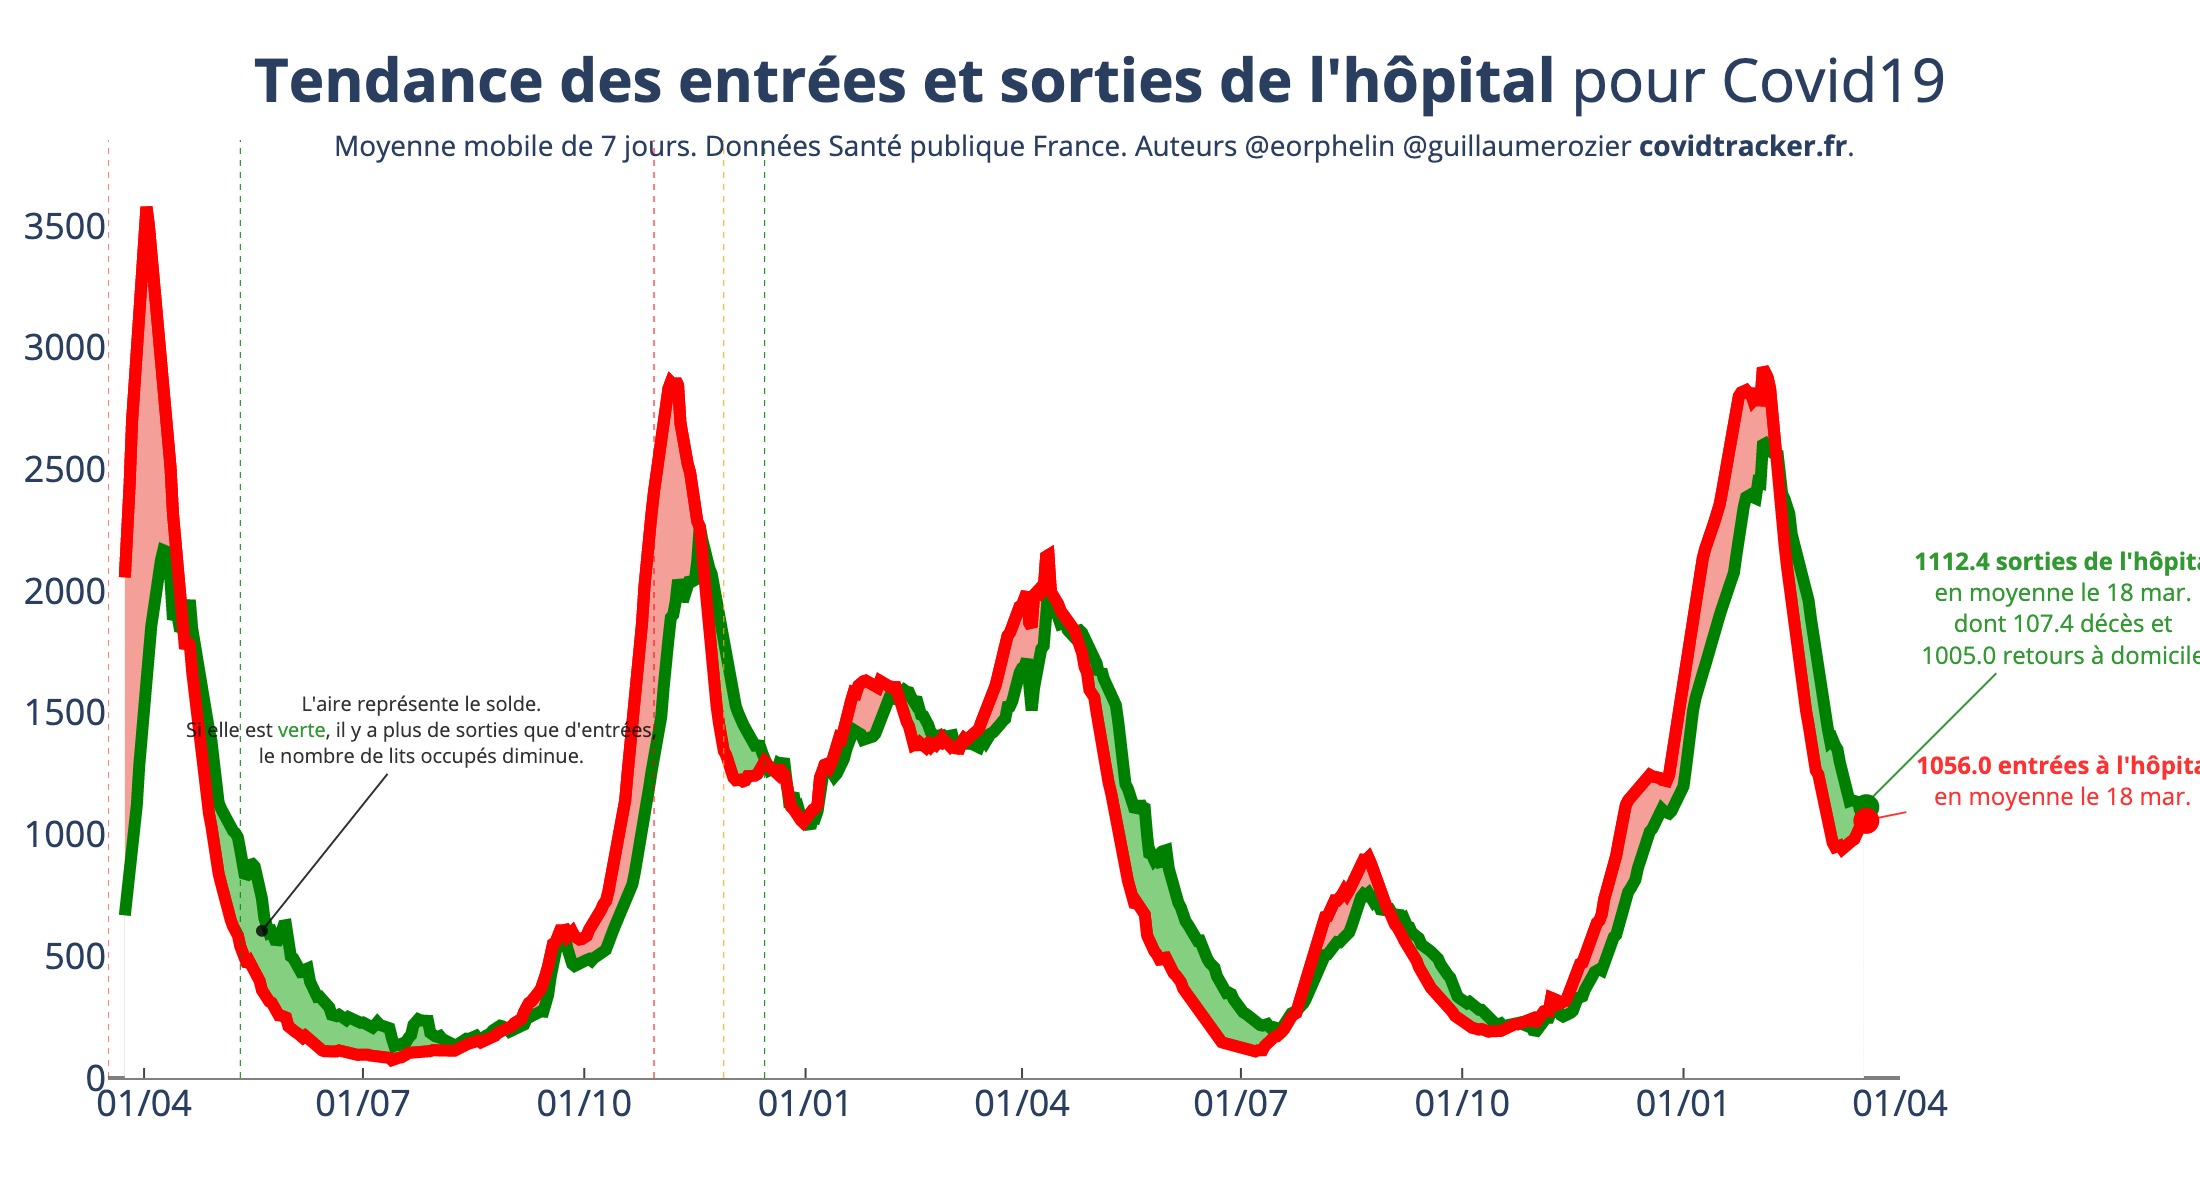 Tendance des entrées et sorties de l'hôpital pour Covid19
Moyenne mobile de 7 jours. Données Santé publique France. Auteurs @eorphelin @guillaumerozier covidtracker.fr.
3500
3000
2500
2000
1500
1000
500
0
L'aire représente le solde.
Si elle est verte, il y a plus de sorties que d'entrées,
le nombre de lits occupés diminue.
1112.4 sorties de l'hôpita
en moyenne le 18 mar.
dont 107.4 décès et
1005.0 retours à domicile
1056.0 entrées à l'hôpita
en moyenne le 18 mar.
01/04 01/07 01/10 01/01 01/04 01/07 01/10 01/01 01/04